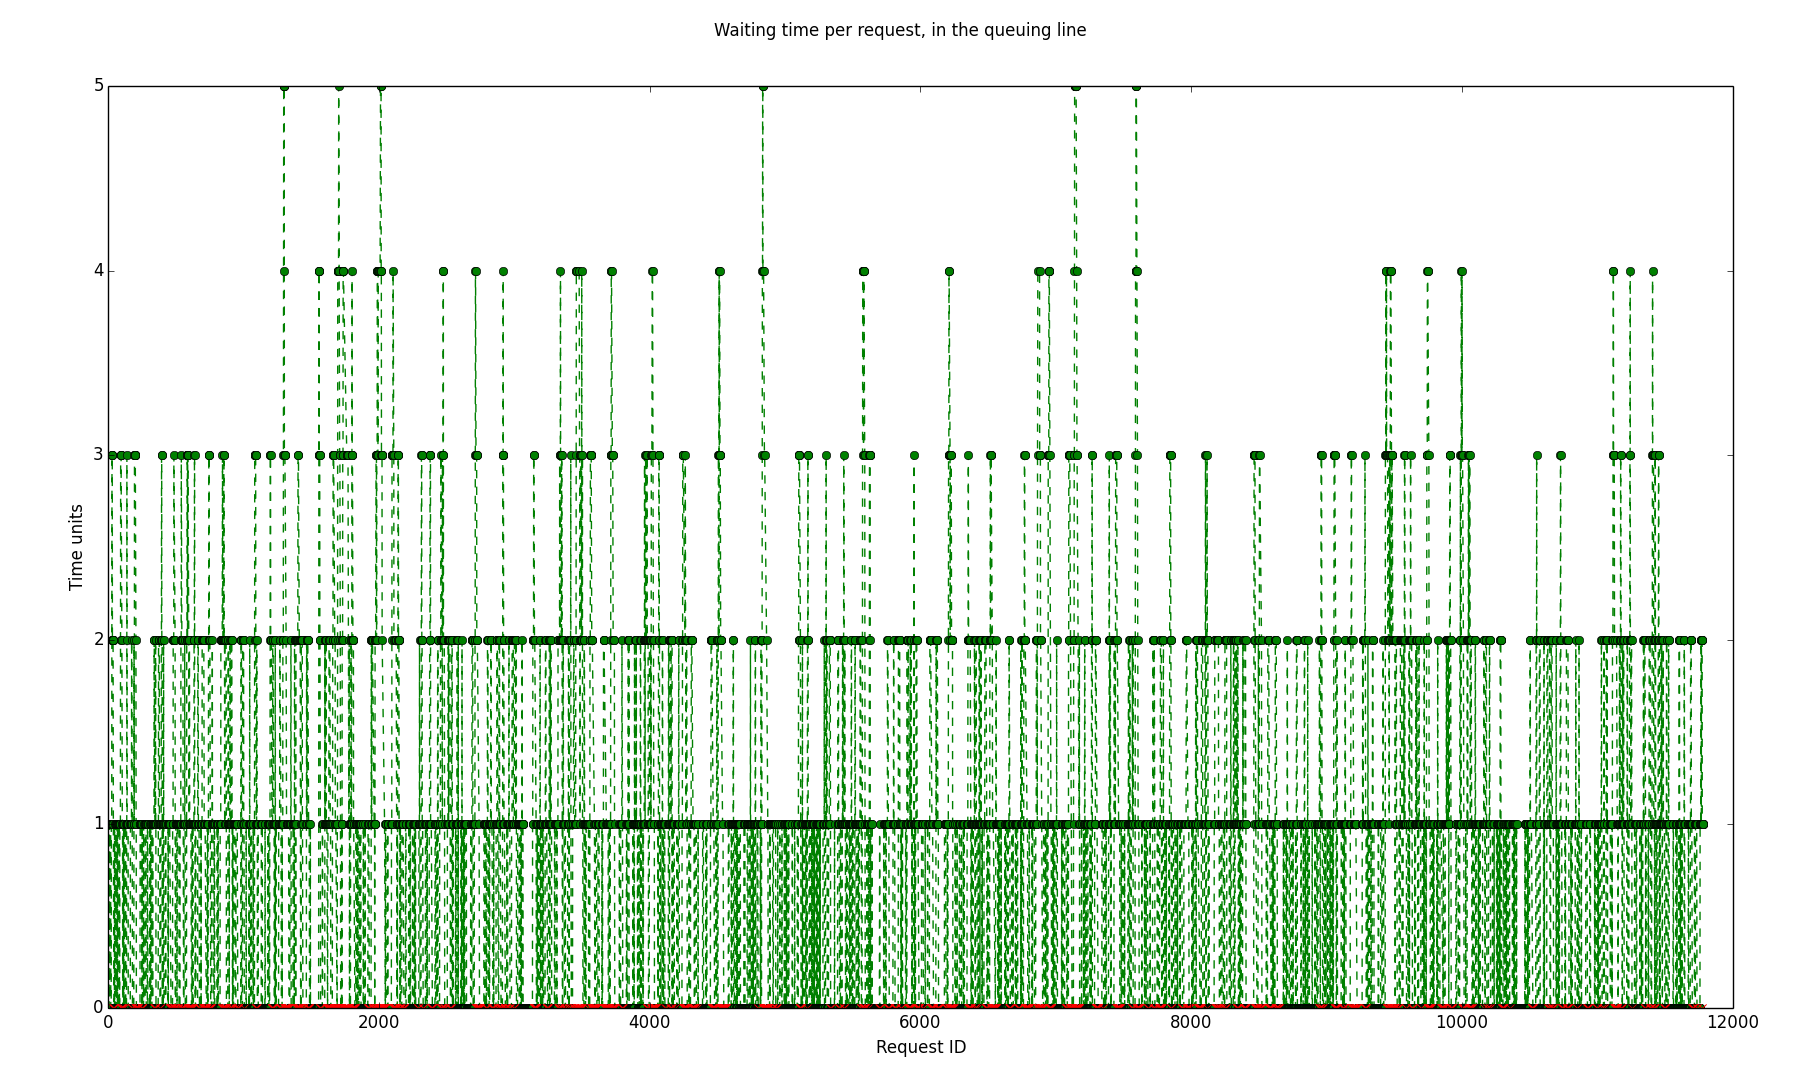 Waiting time per request, in the queuing line
5
4
3
2
1
0
Time units
0 2000 4000 6000 8000 10000 12000
Request ID